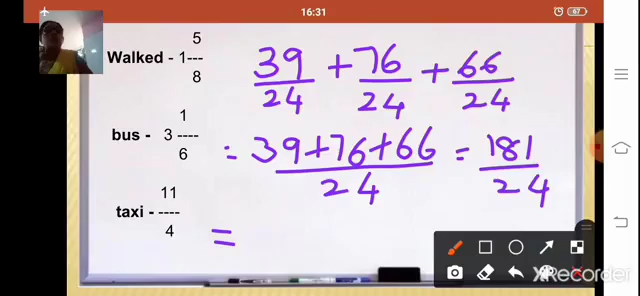 16:31
67
5
Walked - 1---
8
1
bus - 3 ----
6
11
taxi - ----
4
39/24 + 76/24 + 66/24
= 39+76+66/24 = 181/24
=
XRecorder